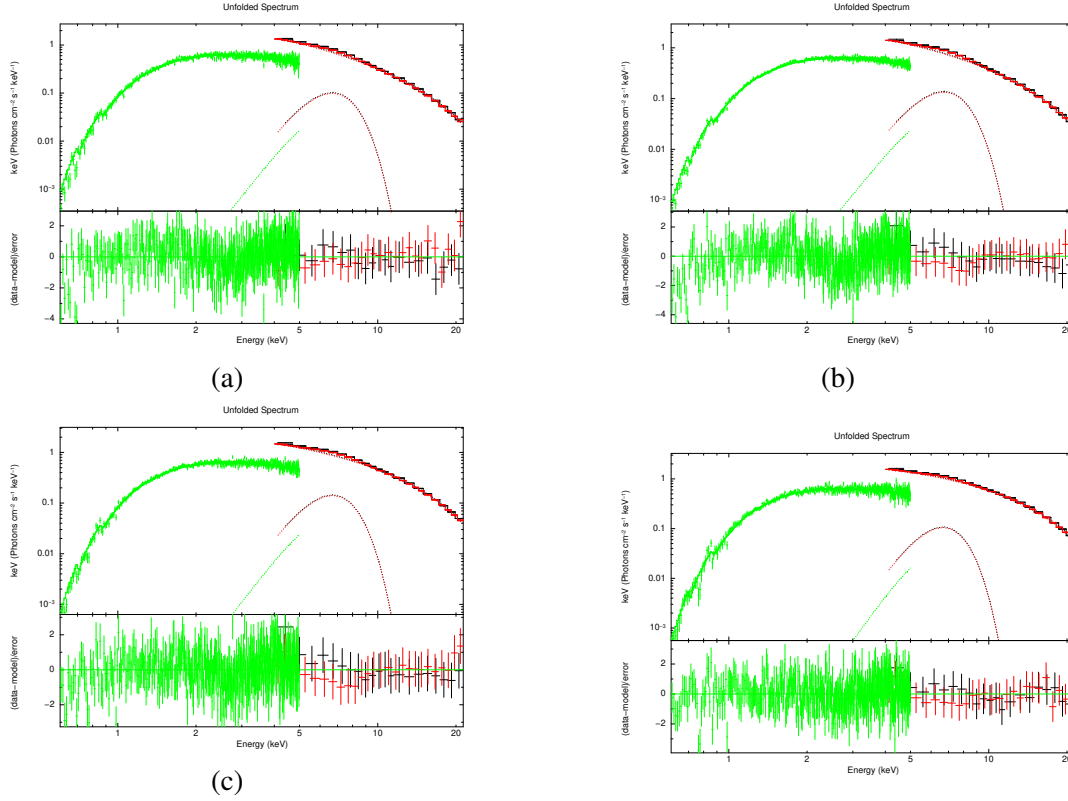 Unfolded Spectrum
keV (Photons cm⁻² s⁻¹ keV⁻¹)
1
0.1
0.01
10⁻³
(data−model)/error
2
0
−2
−4
1 2 5 10 20
Energy (keV)
(a)
Unfolded Spectrum
keV (Photons cm⁻² s⁻¹ keV⁻¹)
1
0.1
0.01
10⁻³
(data−model)/error
2
0
−2
−4
1 2 5 10 20
Energy (keV)
(b)
Unfolded Spectrum
keV (Photons cm⁻² s⁻¹ keV⁻¹)
1
0.1
0.01
10⁻³
(data−model)/error
2
0
−2
1 2 5 10 20
Energy (keV)
(c)
Unfolded Spectrum
keV (Photons cm⁻² s⁻¹ keV⁻¹)
1
0.1
0.01
10⁻³
(data−model)/error
2
0
−2
1 2 5 10 20
Energy (keV)